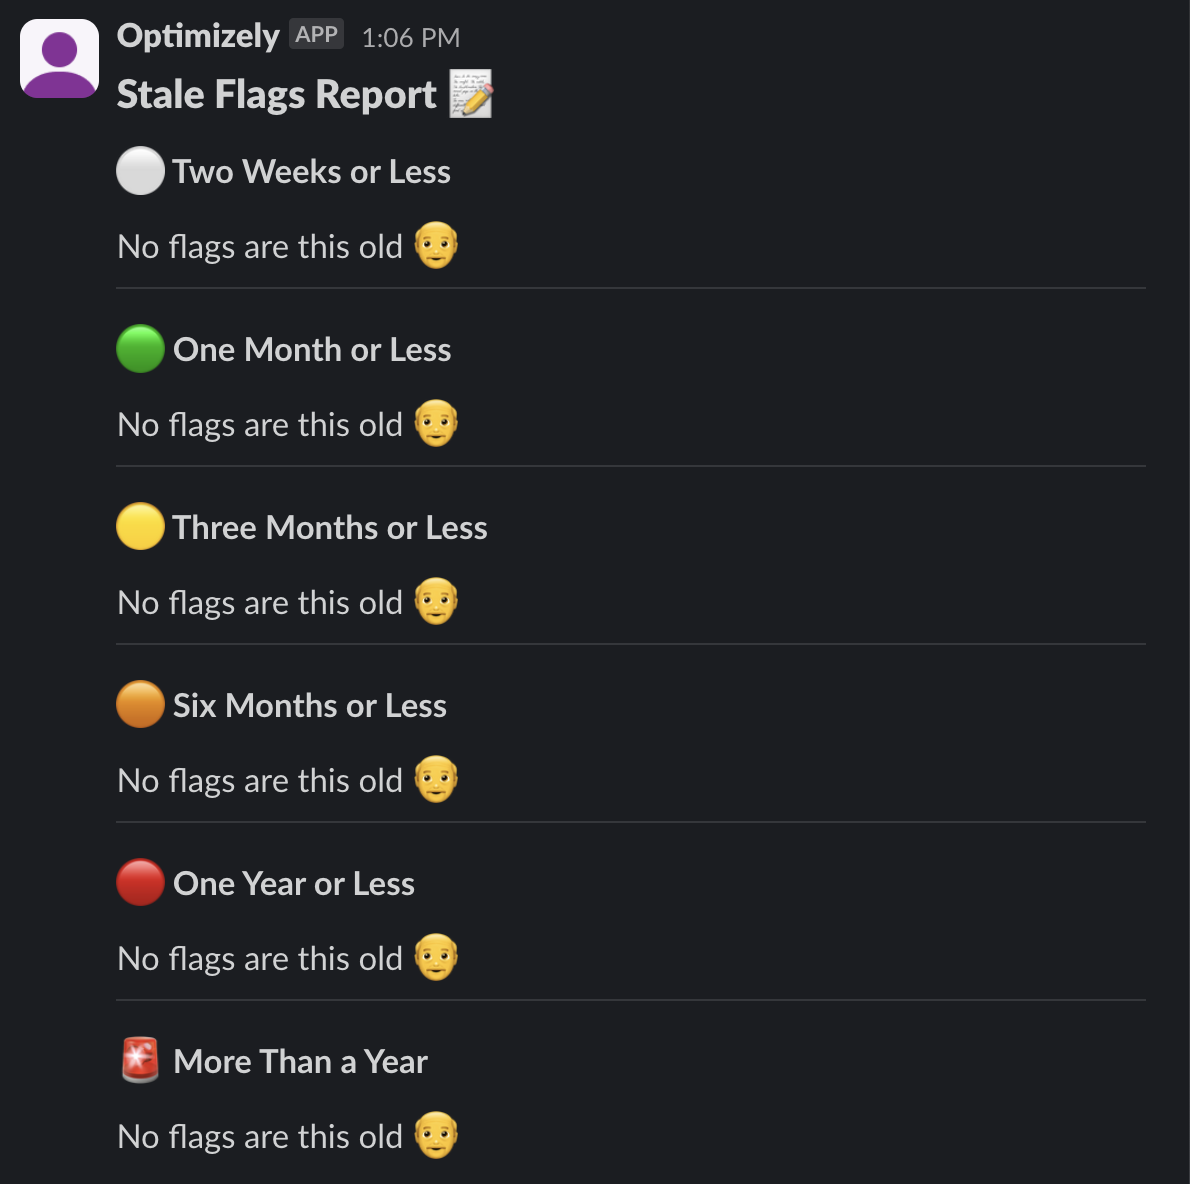 Optimizely APP 1:06 PM
Stale Flags Report
Two Weeks or Less
No flags are this old
One Month or Less
No flags are this old
Three Months or Less
No flags are this old
Six Months or Less
No flags are this old
One Year or Less
No flags are this old
More Than a Year
No flags are this old